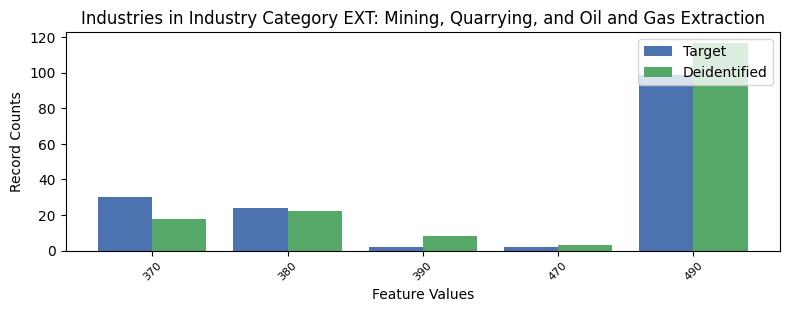 Industries in Industry Category EXT: Mining, Quarrying, and Oil and Gas Extraction
Target
Deidentified
Record Counts
120
100
80
60
40
20
0
370
380
390
470
490
Feature Values